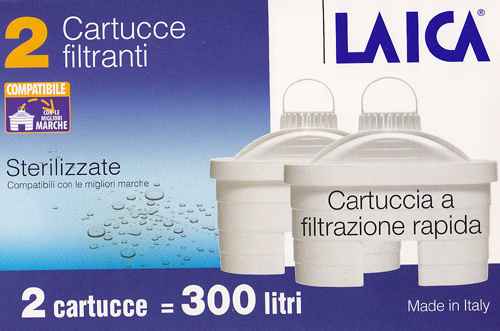 2 Cartucce
filtranti
LAICA®
COMPATIBILE
CON LE
MIGLIORI
MARCHE
Sterilizzate
Compatibili con le migliori marche
Cartuccia a
filtrazione rapida
2 cartucce = 300 litri
Made in Italy